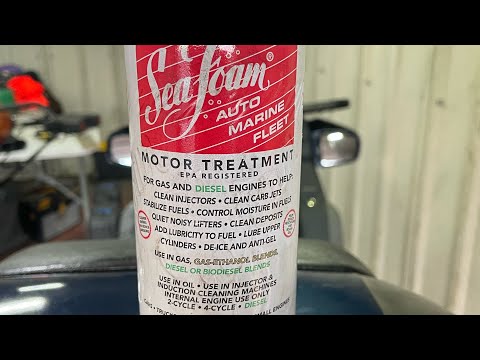 Sea Foam®
AUTO
MARINE
FLEET
MOTOR TREATMENT
EPA REGISTERED
FOR GAS AND DIESEL ENGINES TO HELP:
CLEAN INJECTORS • CLEAN CARB JETS
STABILIZE FUELS • CONTROL MOISTURE IN FUELS
QUIET NOISY LIFTERS • CLEAN DEPOSITS
ADD LUBRICITY TO FUEL • LUBE UPPER
CYLINDERS • DE-ICE AND ANTI-GEL
USE IN GAS, GAS-ETHANOL BLENDS,
DIESEL OR BIODIESEL BLENDS
USE IN OIL • USE IN INJECTOR &
INDUCTION CLEANING MACHINES
INTERNAL ENGINE USE ONLY
2-CYCLE • 4-CYCLE • DIESEL